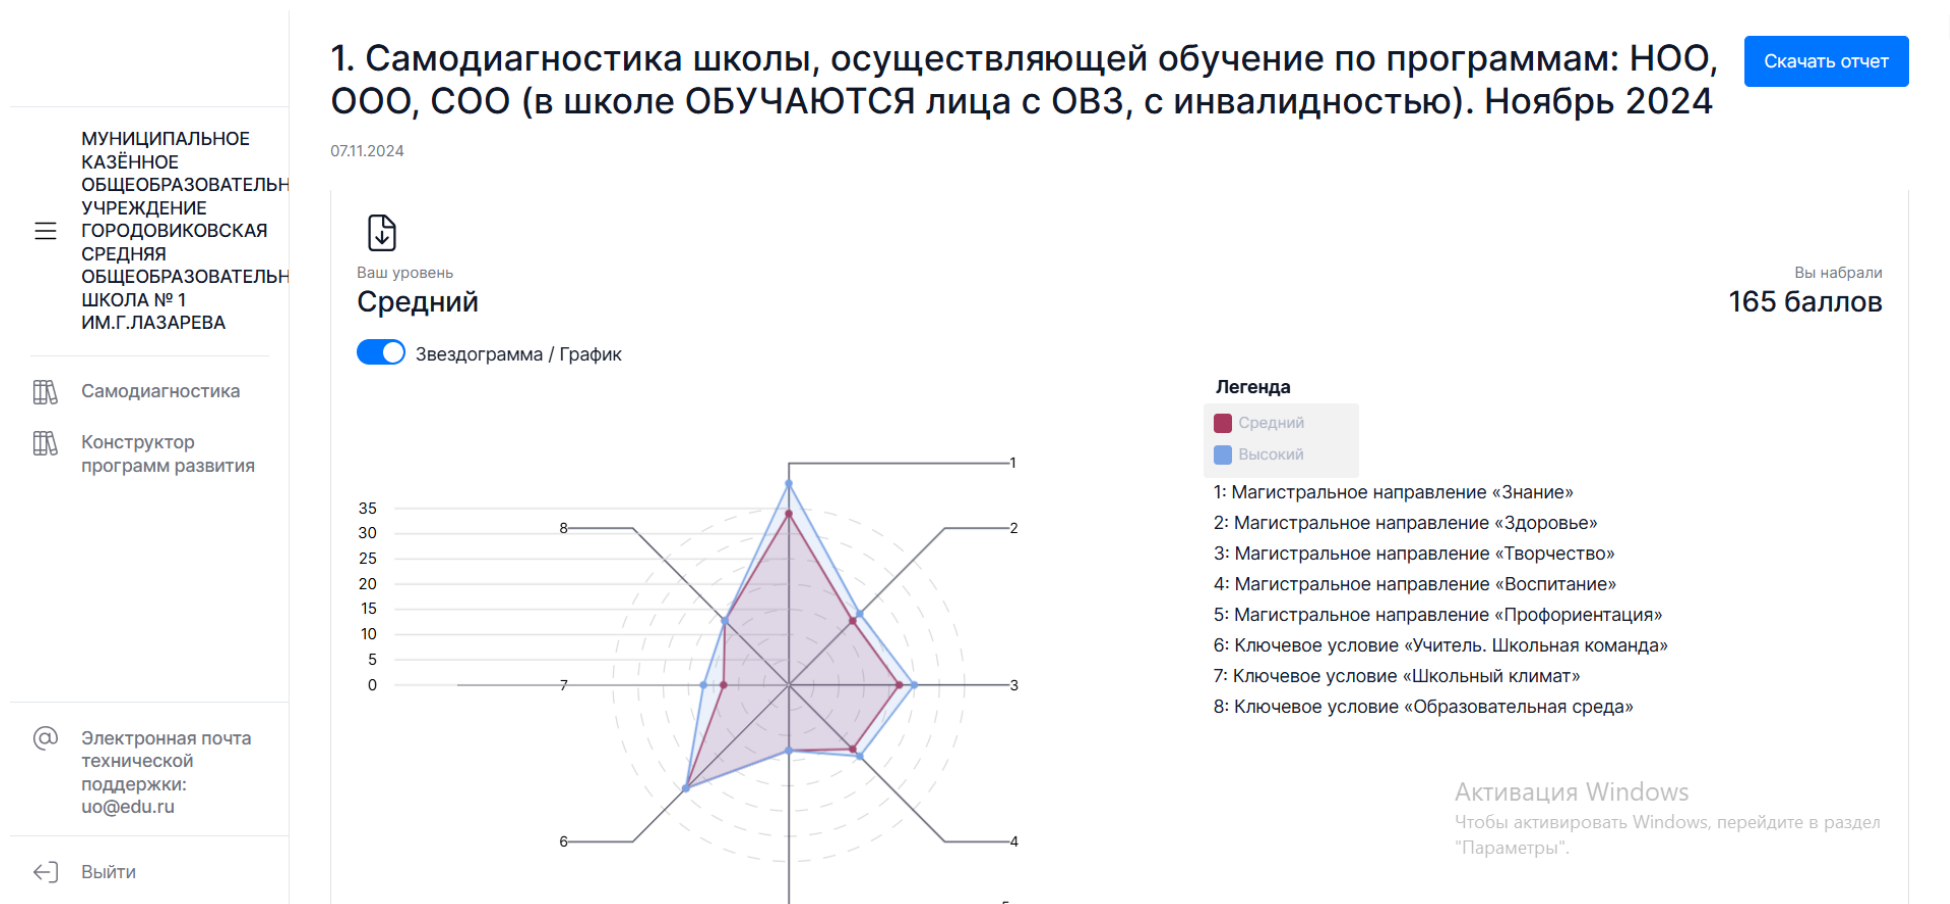 1. Самодиагностика школы, осуществляющей обучение по программам: НОО,
ООО, СОО (в школе ОБУЧАЮТСЯ лица с ОВЗ, с инвалидностью). Ноябрь 2024
Скачать отчет
07.11.2024
МУНИЦИПАЛЬНОЕ
КАЗЁННОЕ
ОБЩЕОБРАЗОВАТЕЛЬН
УЧРЕЖДЕНИЕ
ГОРОДОВИКОВСКАЯ
СРЕДНЯЯ
ОБЩЕОБРАЗОВАТЕЛЬН
ШКОЛА № 1
ИМ.Г.ЛАЗАРЕВА
Самодиагностика
Конструктор
программ развития
Электронная почта
технической
поддержки:
uo@edu.ru
Выйти
Ваш уровень
Средний
Вы набрали
165 баллов
Звездограмма / График
35
30
25
20
15
10
5
0
1
2
3
4
6
7
8
Легенда
Средний
Высокий
1: Магистральное направление «Знание»
2: Магистральное направление «Здоровье»
3: Магистральное направление «Творчество»
4: Магистральное направление «Воспитание»
5: Магистральное направление «Профориентация»
6: Ключевое условие «Учитель. Школьная команда»
7: Ключевое условие «Школьный климат»
8: Ключевое условие «Образовательная среда»
Активация Windows
Чтобы активировать Windows, перейдите в раздел
"Параметры".